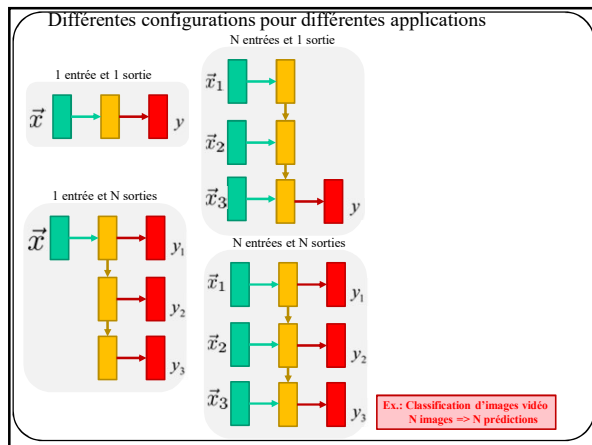 Différentes configurations pour différentes applications
1 entrée et 1 sortie
x⃗
y
N entrées et 1 sortie
x⃗1
x⃗2
x⃗3
y
1 entrée et N sorties
x⃗
y1
y2
y3
N entrées et N sorties
x⃗1
y1
x⃗2
y2
x⃗3
y3
Ex.: Classification d'images vidéo
N images => N prédictions